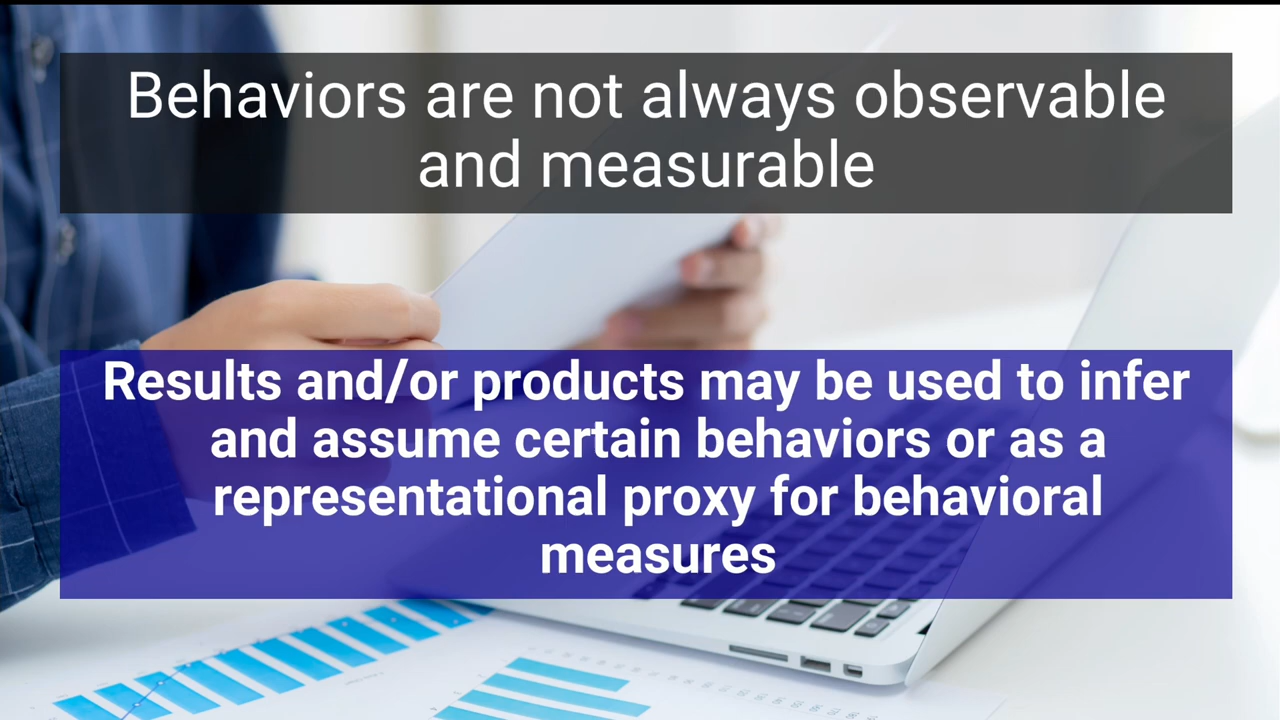 Behaviors are not always observable
and measurable
Results and/or products may be used to infer
and assume certain behaviors or as a
representational proxy for behavioral
measures